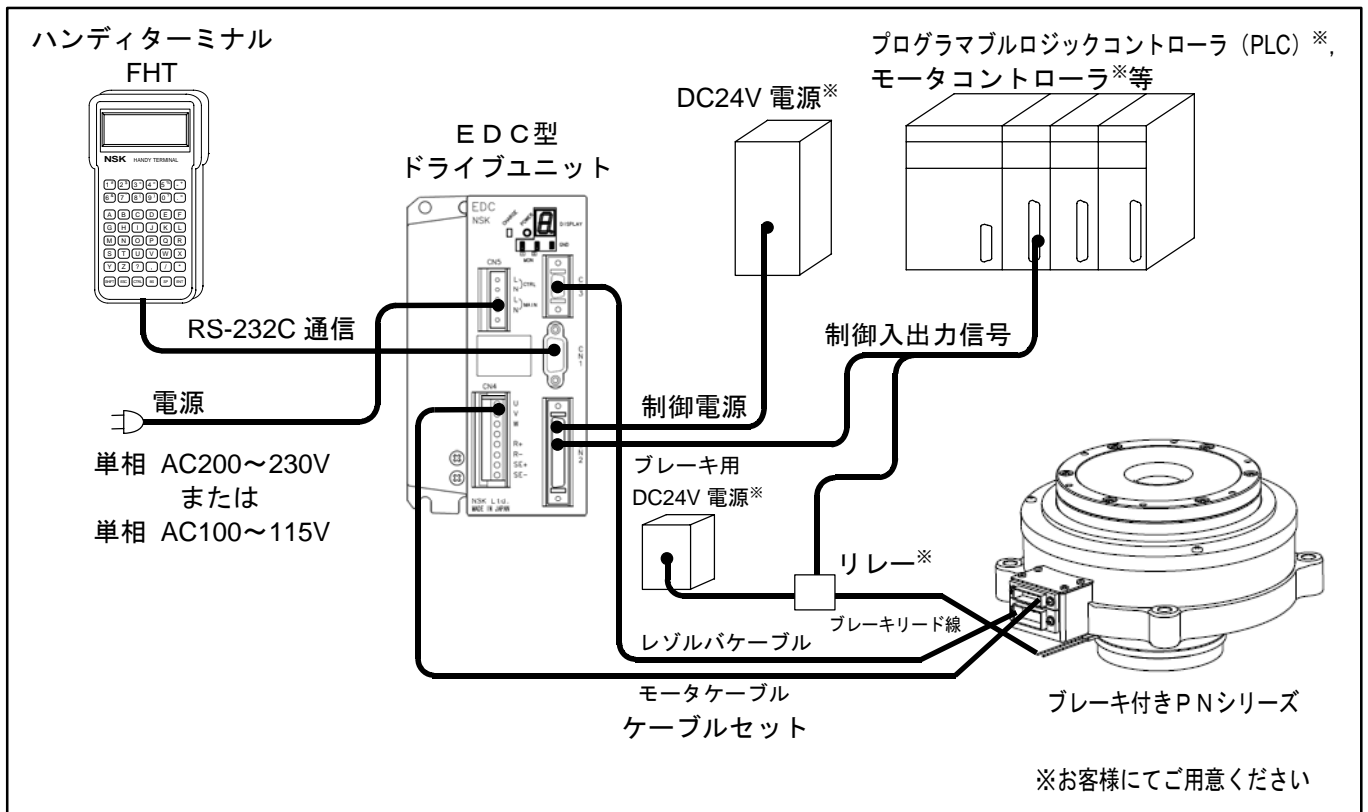 ハンディターミナル
FHT
プログラマブルロジックコントローラ（PLC）※,
モータコントローラ※等
DC24V 電源※
ＥＤＣ型
ドライブユニット
NSK HANDY TERMINAL
A B C D E F
G H I J K L
M N O P Q R
S T U V W X
EDC
NSK
CHARGE
POWER
DISPLAY
GND
MON
CN5
L
N
CTRL
L
N
MAIN
CN1
CN4
U
V
W
R+
R-
SE+
SE-
NSK Ltd.
MADE IN JAPAN
RS-232C 通信
電源
単相 AC200～230V
または
単相 AC100～115V
制御入出力信号
制御電源
ブレーキ用
DC24V 電源※
リレー※
ブレーキリード線
レゾルバケーブル
モータケーブル
ケーブルセット
ブレーキ付きＰＮシリーズ
※お客様にてご用意ください